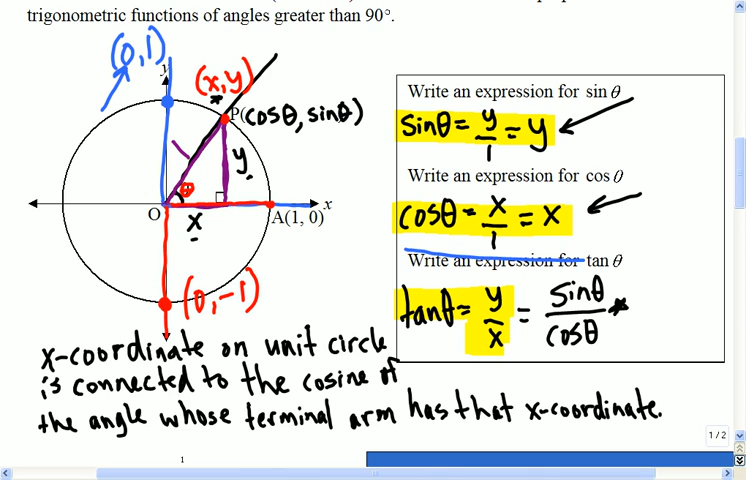 trigonometric functions of angles greater than 90°.
(0, 1)
y
(x, y)
P(cosθ, sinθ)
y
θ
O
x
A(1, 0)
x
(0, -1)
Write an expression for sin θ
sinθ = y/1 = y
Write an expression for cos θ
cosθ = x/1 = x
Write an expression for tan θ
tanθ = y/x = sinθ/cosθ *
x-coordinate on unit circle
is connected to the cosine of
the angle whose terminal arm has that x-coordinate.
1 / 2
1